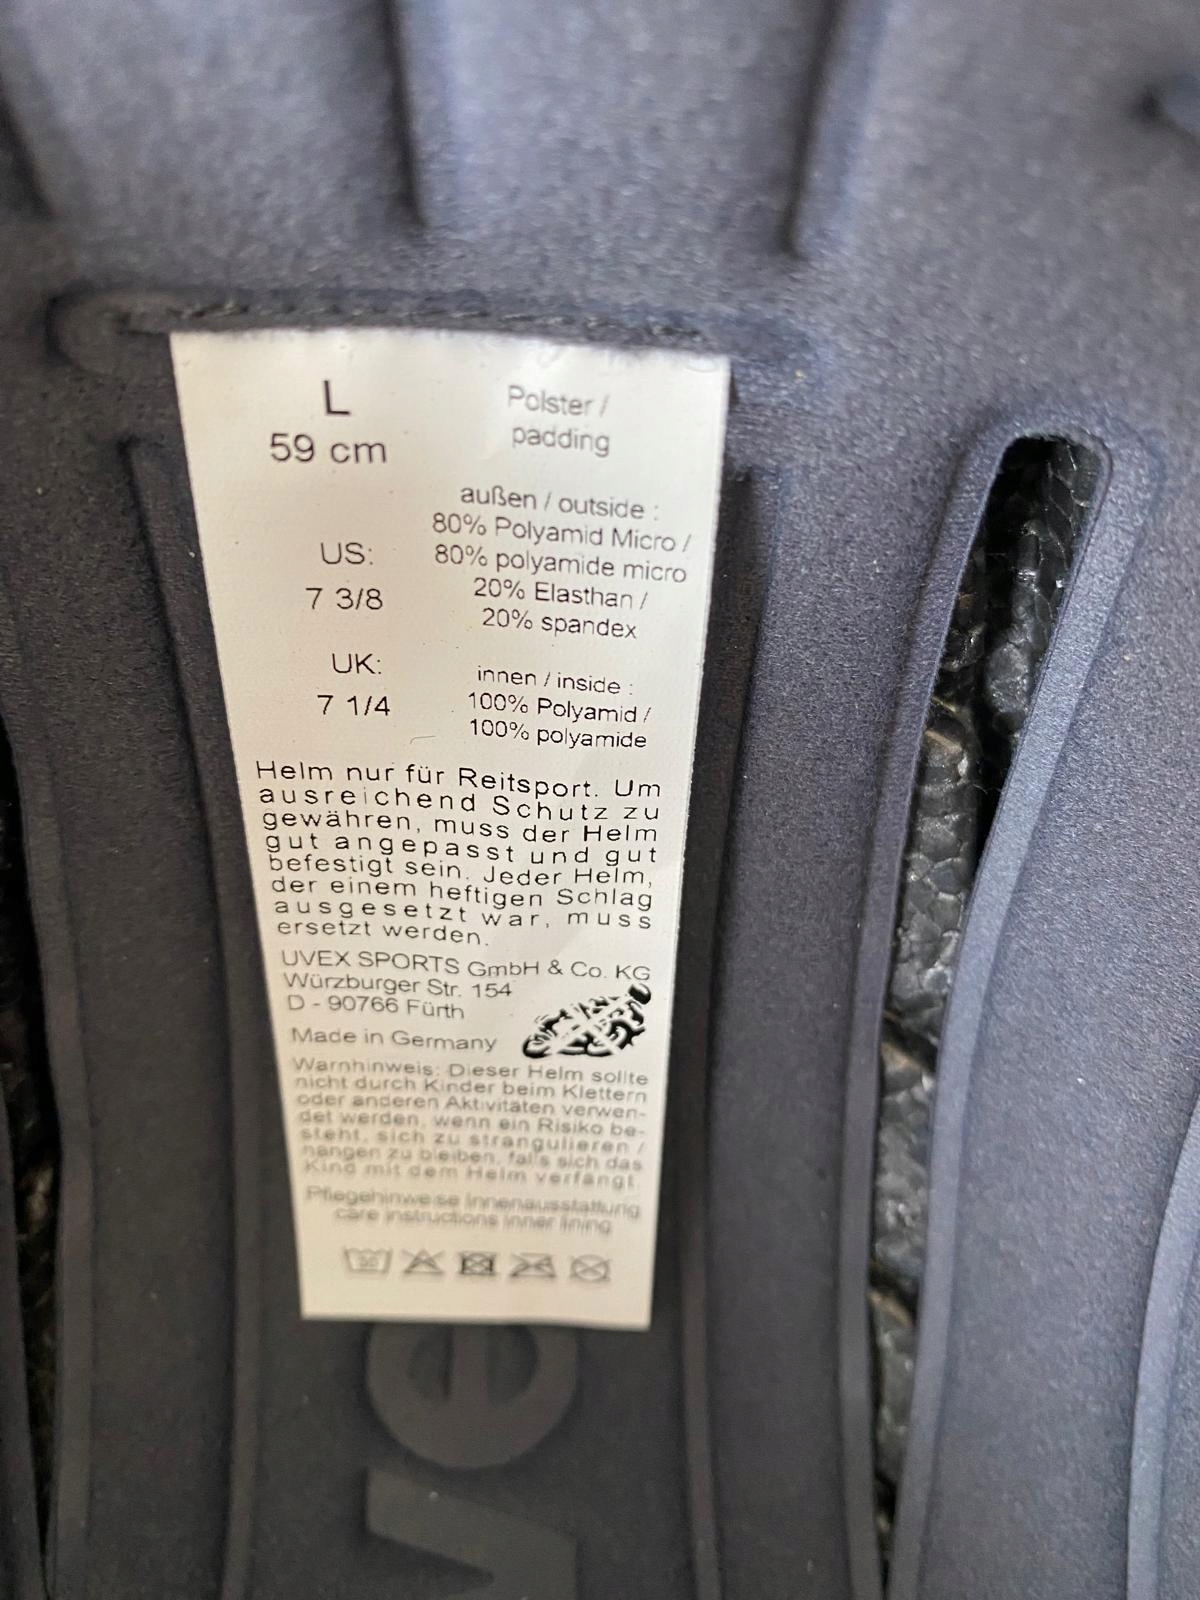 L
59 cm
US:
7 3/8
UK:
7 1/4
Polster /
padding
außen / outside :
80% Polyamid Micro /
80% polyamide micro
20% Elasthan /
20% spandex
innen / inside :
100% Polyamid /
100% polyamide
Helm nur für Reitsport. Um
ausreichend Schutz zu
gewähren, muss der Helm
gut angepasst und gut
befestigt sein. Jeder Helm,
der einem heftigen Schlag
ausgesetzt war, muss
ersetzt werden.
UVEX SPORTS GmbH & Co. KG
Würzburger Str. 154
D - 90766 Fürth
Made in Germany
Warnhinweis: Dieser Helm sollte
nicht durch Kinder beim Klettern
oder anderen Aktivitäten verwen-
det werden, wenn ein Risiko be-
steht, sich zu strangulieren /
hängen zu bleiben, falls sich das
Kind mit dem Helm verfängt.
Pflegehinweise Innenausstattung
care instructions inner lining
30
ve